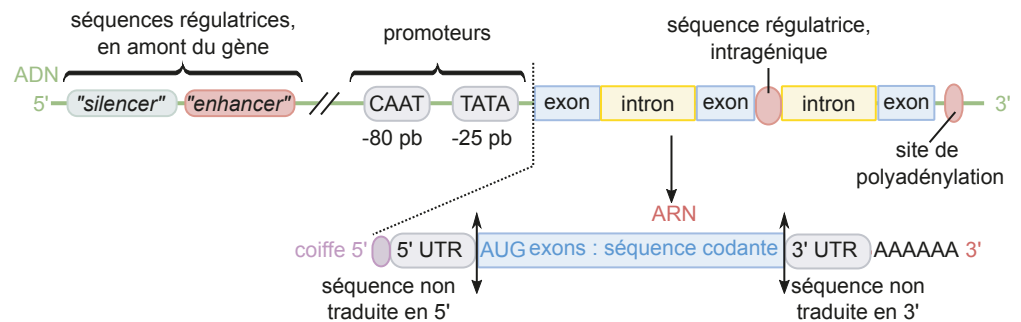 séquences régulatrices,
en amont du gène
promoteurs
séquence régulatrice,
intragénique
ADN
5' "silencer" "enhancer" CAAT TATA exon intron exon intron exon 3'
-80 pb -25 pb
site de
polyadénylation
ARN
coiffe 5' 5' UTR AUG exons : séquence codante 3' UTR AAAAAA 3'
séquence non
traduite en 5'
séquence non
traduite en 3'